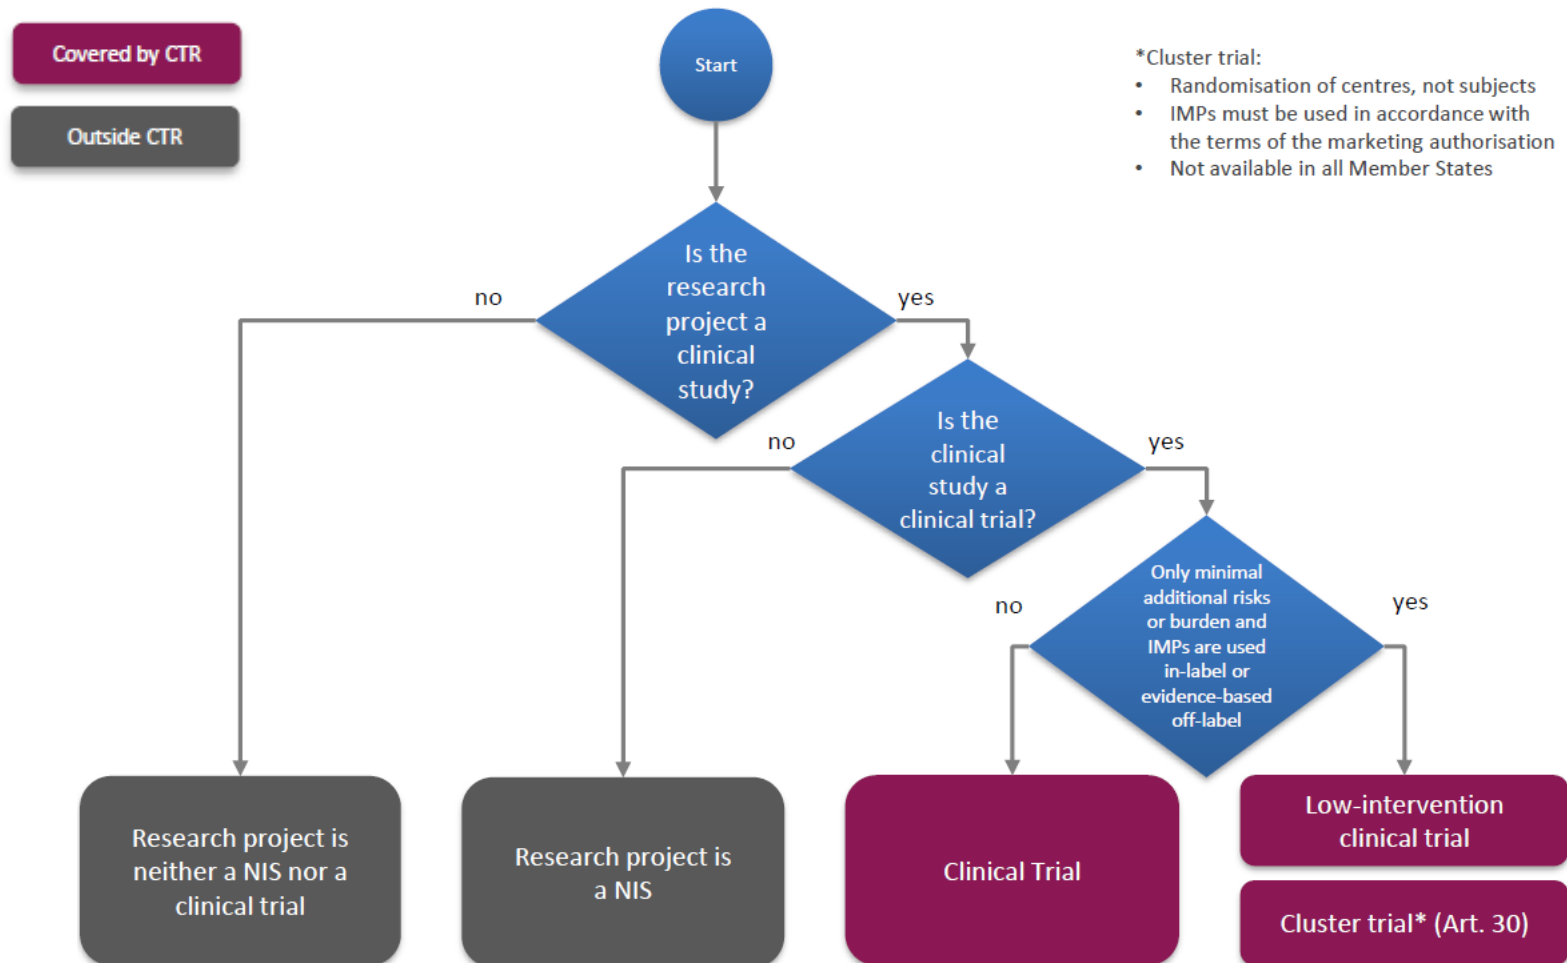 Covered by CTR
Outside CTR
Start
*Cluster trial:
• Randomisation of centres, not subjects
• IMPs must be used in accordance with
the terms of the marketing authorisation
• Not available in all Member States
Is the
research
project a
clinical
study?
no
yes
Is the
clinical
study a
clinical trial?
no
yes
Only minimal
additional risks
or burden and
IMPs are used
in-label or
evidence-based
off-label
no
yes
Research project is
neither a NIS nor a
clinical trial
Research project is
a NIS
Clinical Trial
Low-intervention
clinical trial
Cluster trial* (Art. 30)